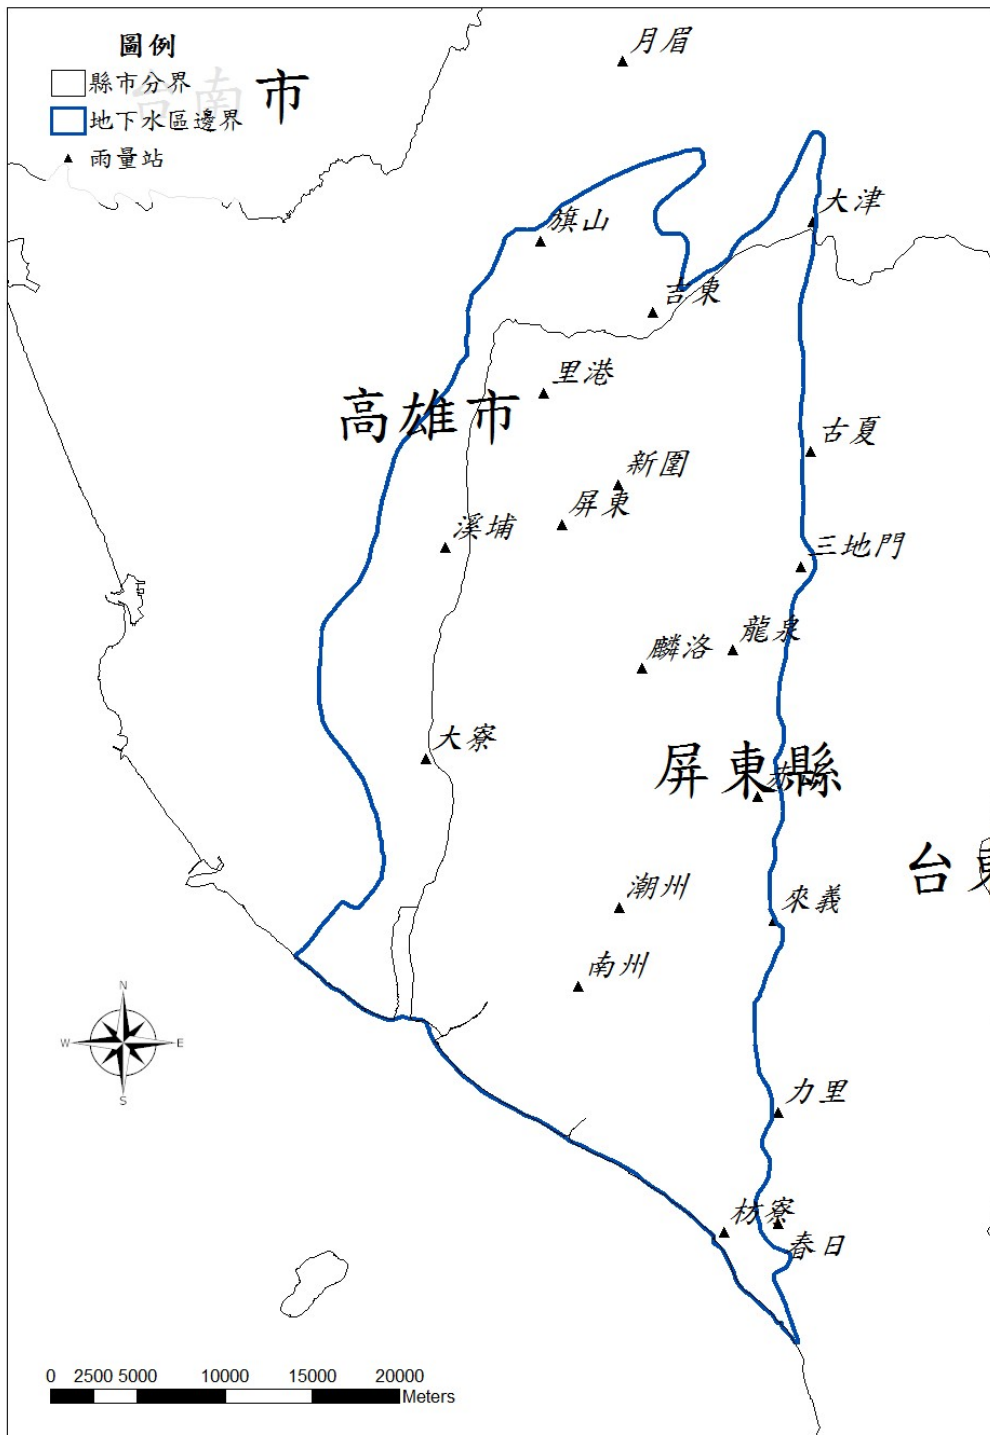 圖例
縣市分界
台南市
地下水區邊界
雨量站
月眉
大津
旗山
吉東
里港
高雄市
古夏
新圍
屏東
溪埔
三地門
龍泉
麟洛
大寮
屏東縣
台東
潮州
來義
南州
N
W
E
S
力里
枋寮
春日
0 2500 5000 10000 15000 20000
Meters